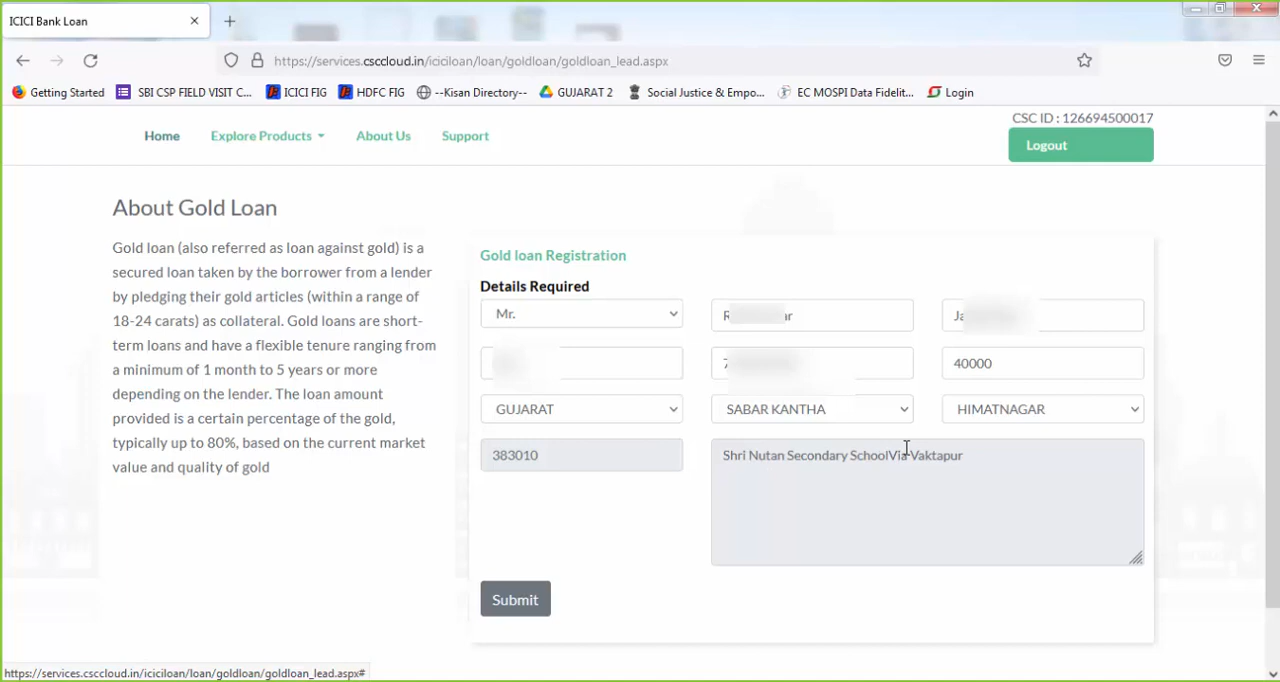 ICICI Bank Loan
https://services.csccloud.in/iciciloan/loan/goldloan/goldloan_lead.aspx
Getting Started SBI CSP FIELD VISIT C... ICICI FIG HDFC FIG --Kisan Directory-- GUJARAT 2 Social Justice & Empo... EC MOSPI Data Fidelit... Login
CSC ID : 126694500017
Home Explore Products About Us Support
Logout
About Gold Loan
Gold loan (also referred as loan against gold) is a
secured loan taken by the borrower from a lender
by pledging their gold articles (within a range of
18-24 carats) as collateral. Gold loans are short-
term loans and have a flexible tenure ranging from
a minimum of 1 month to 5 years or more
depending on the lender. The loan amount
provided is a certain percentage of the gold,
typically up to 80%, based on the current market
value and quality of gold
Gold loan Registration
Details Required
Mr.
40000
GUJARAT SABAR KANTHA HIMATNAGAR
383010 Shri Nutan Secondary SchoolVia-Vaktapur
Submit
https://services.csccloud.in/iciciloan/loan/goldloan/goldloan_lead.aspx#